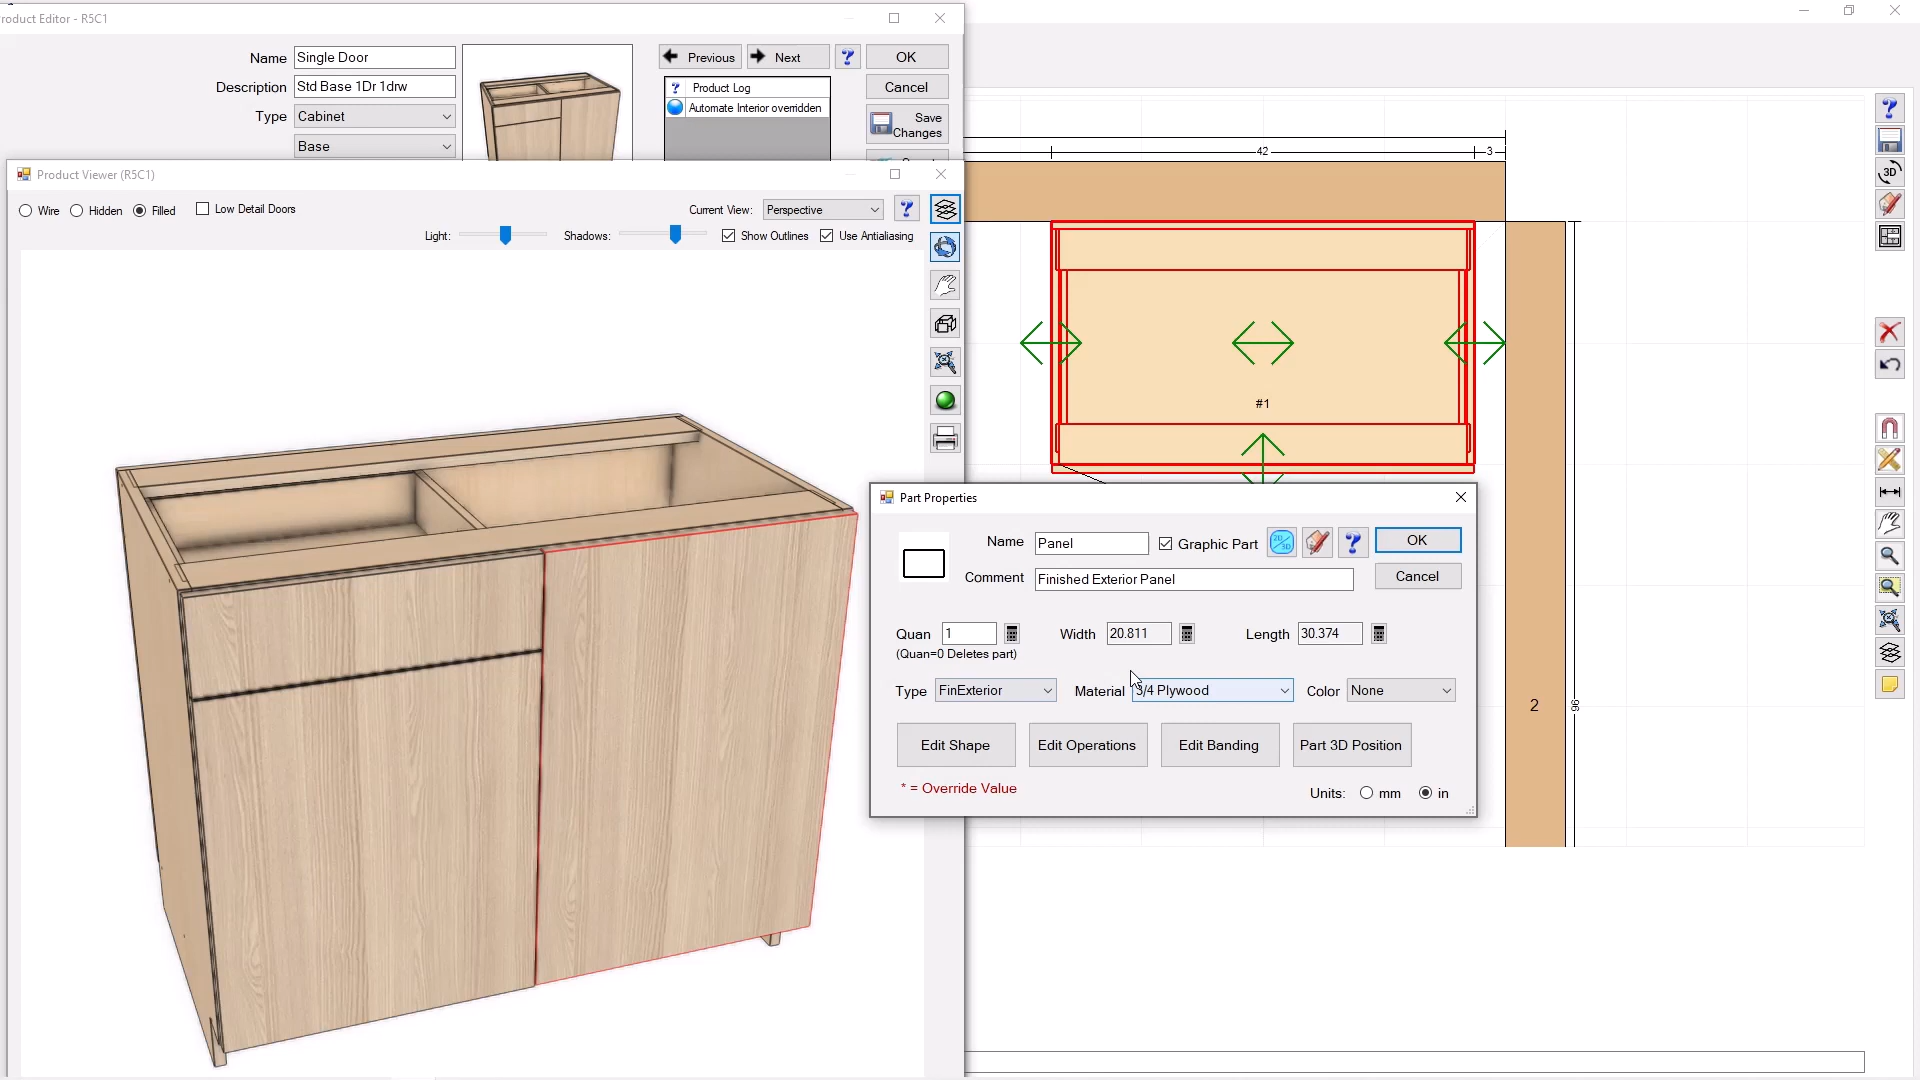 roduct Editor - R5C1
Name Single Door
Previous Next ? OK
Description Std Base 1Dr 1drw
? Product Log Cancel
Type Cabinet
Automate Interior overridden
Save Changes
Base
Product Viewer (R5C1)
Wire Hidden Filled Low Detail Doors Current View: Perspective ?
Light: Shadows: Show Outlines Use Antialiasing
42 3
? 
3D
#1
2
96
Part Properties
Name Panel Graphic Part 2D/3D ? OK
Comment Finished Exterior Panel Cancel
Quan 1 Width 20.811 Length 30.374
(Quan=0 Deletes part)
Type FinExterior Material 3/4 Plywood Color None
Edit Shape Edit Operations Edit Banding Part 3D Position
* = Override Value
Units: mm in